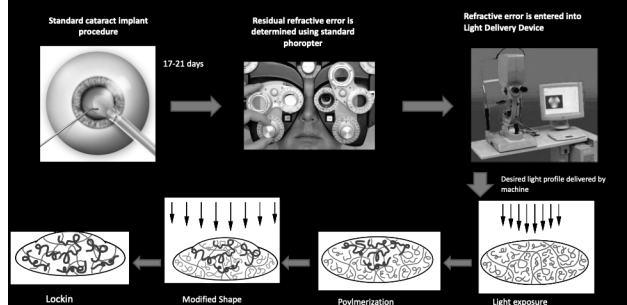 Standard cataract implant
procedure
Residual refractive error is
determined using standard
phoropter
Refractive error is entered into
Light Delivery Device
17-21 days
Desired light profile delivered by
machine
Lockin
Modified Shape
Povlmerization
Light exposure